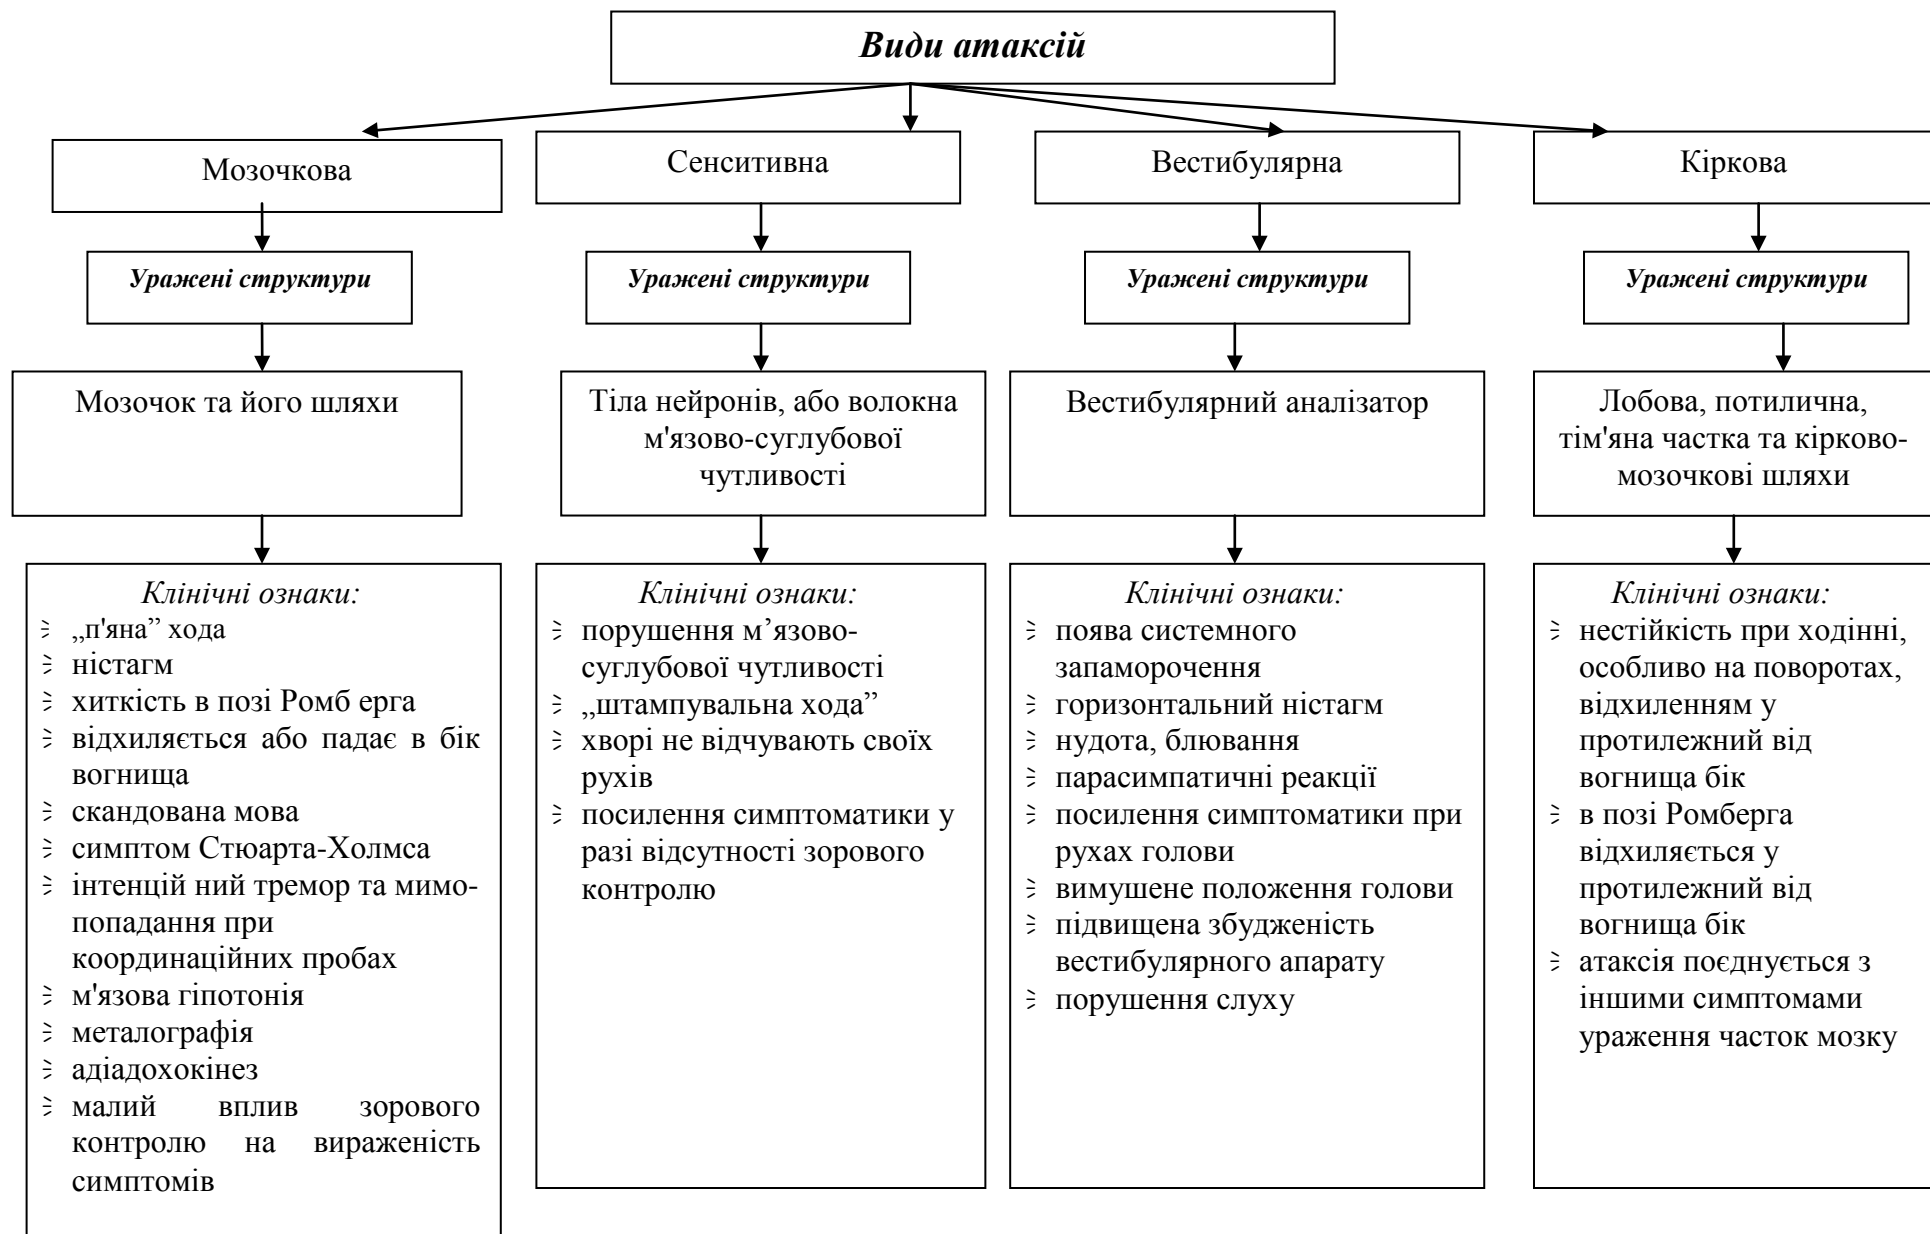 Види атаксій
Мозочкова
Сенситивна
Вестибулярна
Кіркова
Уражені структури
Уражені структури
Уражені структури
Уражені структури
Мозочок та його шляхи
Тіла нейронів, або волокна
м'язово-суглубової
чутливості
Вестибулярний аналізатор
Лобова, потилична,
тім'яна частка та кірково-
мозочкові шляхи
Клінічні ознаки:
„п'яна” хода
ністагм
хиткість в позі Ромб ерга
відхиляється або падає в бік
вогнища
скандована мова
симптом Стюарта-Холмса
інтенцій ний тремор та мимо-
попадання при
координаційних пробах
м'язова гіпотонія
металографія
адіадохокінез
малий вплив зорового
контролю на вираженість
симптомів
Клінічні ознаки:
порушення м’язово-
суглубової чутливості
„штампувальна хода”
хворі не відчувають своїх
рухів
посилення симптоматики у
разі відсутності зорового
контролю
Клінічні ознаки:
поява системного
запаморочення
горизонтальний ністагм
нудота, блювання
парасимпатичні реакції
посилення симптоматики при
рухах голови
вимушене положення голови
підвищена збудженість
вестибулярного апарату
порушення слуху
Клінічні ознаки:
нестійкість при ходінні,
особливо на поворотах,
відхиленням у
протилежний від
вогнища бік
в позі Ромберга
відхиляється у
протилежний від
вогнища бік
атаксія поєднується з
іншими симптомами
ураження часток мозку